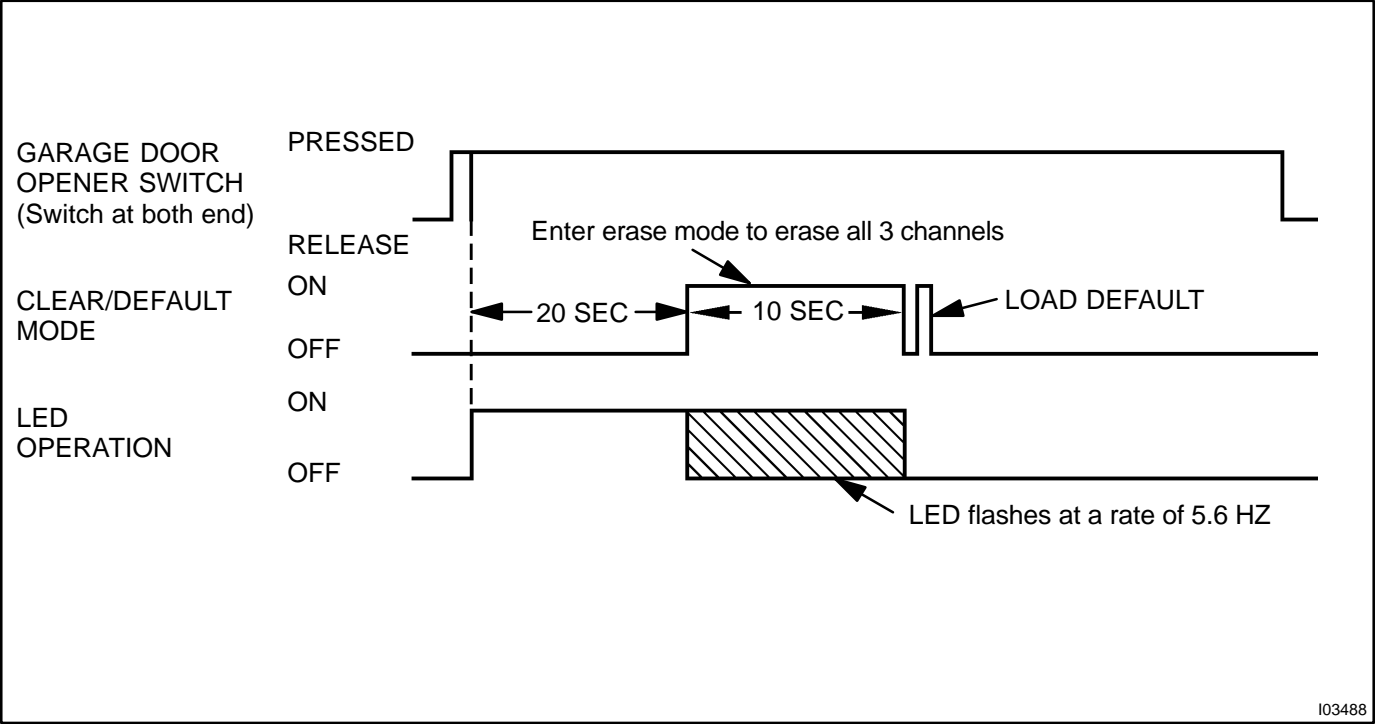 GARAGE DOOR
OPENER SWITCH
(Switch at both end)
PRESSED
RELEASE
Enter erase mode to erase all 3 channels
CLEAR/DEFAULT
MODE
ON
OFF
20 SEC
10 SEC
LOAD DEFAULT
LED
OPERATION
ON
OFF
LED flashes at a rate of 5.6 HZ
I03488